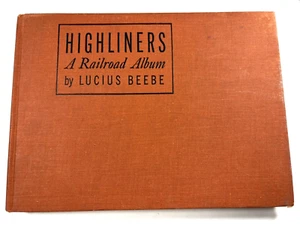 HIGHLINERS
A Railroad Album
by LUCIUS BEEBE